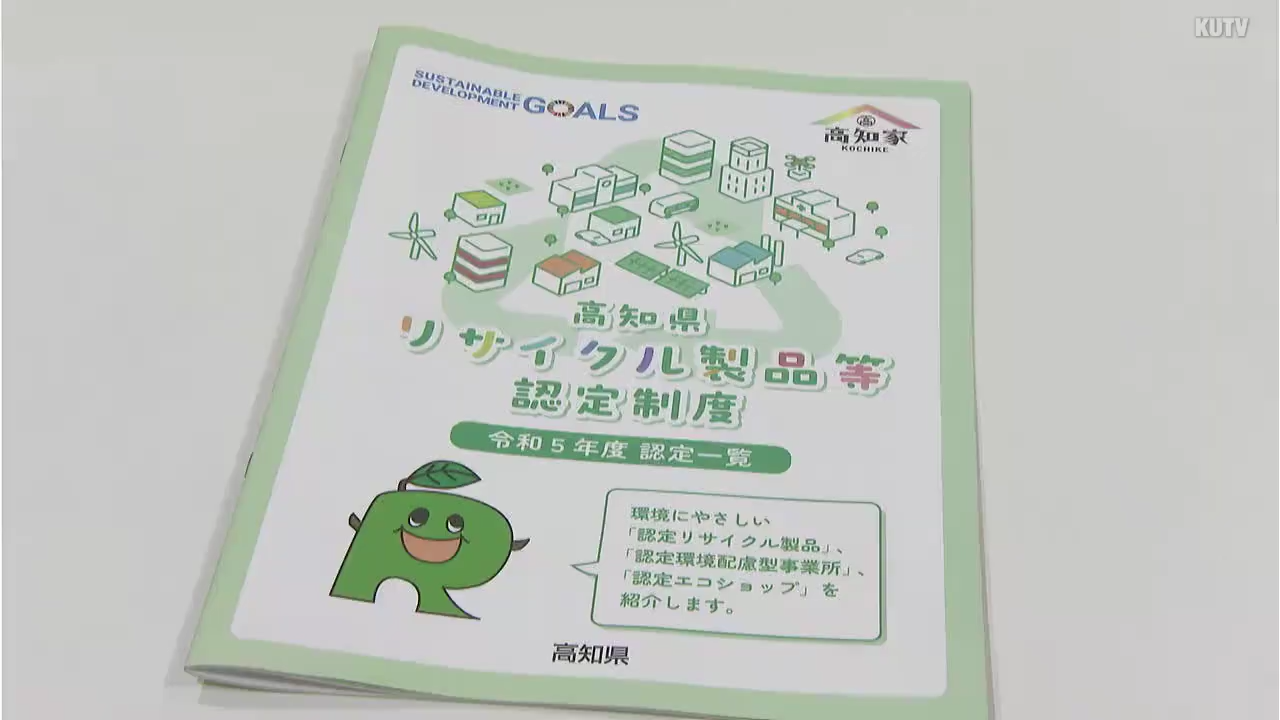 KUTV
SUSTAINABLE
DEVELOPMENT GOALS
高知家
KOCHIKE
高知県
リサイクル製品等
認定制度
令和5年度 認定一覧
環境にやさしい
「認定リサイクル製品」、
「認定環境配慮型事業所」、
「認定エコショップ」を
紹介します。
高知県